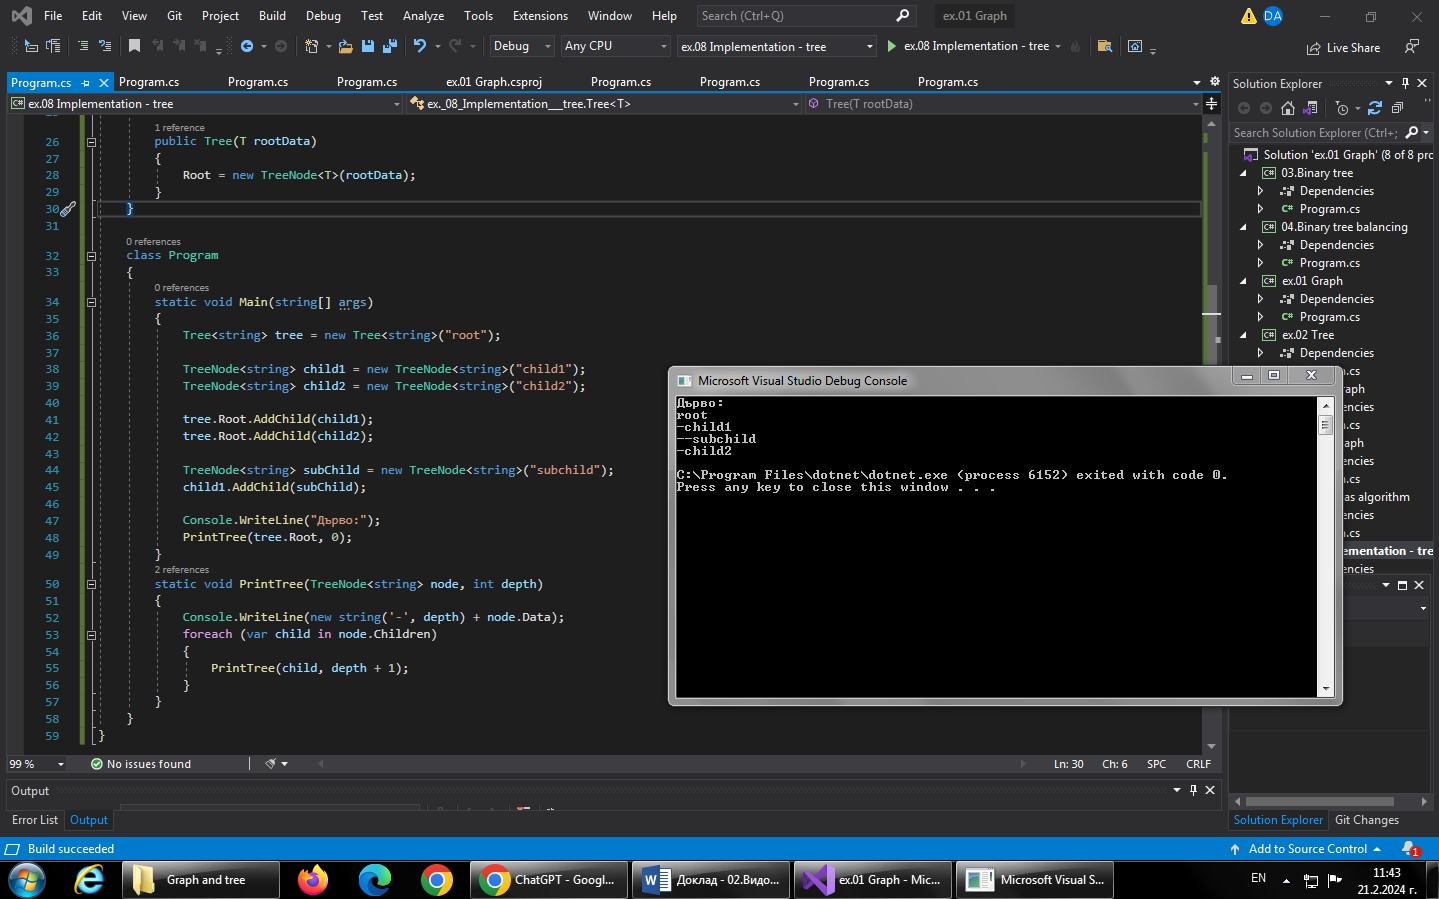 File Edit View Git Project Build Debug Test Analyze Tools Extensions Window Help Search (Ctrl+Q) ex.01 Graph DA
Debug Any CPU ex.08 Implementation - tree ex.08 Implementation - tree Live Share
Program.cs Program.cs Program.cs Program.cs ex.01 Graph.csproj Program.cs Program.cs Program.cs Program.cs
ex.08 Implementation - tree ex._08_Implementation__tree.Tree<T> Tree(T rootData)
1 reference
26 public Tree(T rootData)
27 {
28 Root = new TreeNode<T>(rootData);
29 }
30 }
31
0 references
32 class Program
33 {
0 references
34 static void Main(string[] args)
35 {
36 Tree<string> tree = new Tree<string>("root");
37
38 TreeNode<string> child1 = new TreeNode<string>("child1");
39 TreeNode<string> child2 = new TreeNode<string>("child2");
40
41 tree.Root.AddChild(child1);
42 tree.Root.AddChild(child2);
43
44 TreeNode<string> subChild = new TreeNode<string>("subchild");
45 child1.AddChild(subChild);
46
47 Console.WriteLine("Дърво:");
48 PrintTree(tree.Root, 0);
49 }
2 references
50 static void PrintTree(TreeNode<string> node, int depth)
51 {
52 Console.WriteLine(new string('-', depth) + node.Data);
53 foreach (var child in node.Children)
54 {
55 PrintTree(child, depth + 1);
56 }
57 }
58 }
59 }
99 % No issues found Ln: 30 Ch: 6 SPC CRLF
Output
Error List Output
Microsoft Visual Studio Debug Console
Дърво:
root
-child1
--subchild
-child2
C:\Program Files\dotnet\dotnet.exe (process 6152) exited with code 0.
Press any key to close this window . . .
Solution Explorer
Search Solution Explorer (Ctrl+;
Solution 'ex.01 Graph' (8 of 8 pro
03.Binary tree
Dependencies
C# Program.cs
04.Binary tree balancing
Dependencies
C# Program.cs
ex.01 Graph
Dependencies
C# Program.cs
ex.02 Tree
Dependencies
m.cs
raph
encies
m.cs
raph
encies
m.cs
as algorithm
encies
m.cs
ementation - tre
encies
Solution Explorer Git Changes
Build succeeded Add to Source Control 1
Graph and tree ChatGPT - Googl... Доклад - 02.Видо... ex.01 Graph - Mic... Microsoft Visual S... EN 11:43
21.2.2024 г.